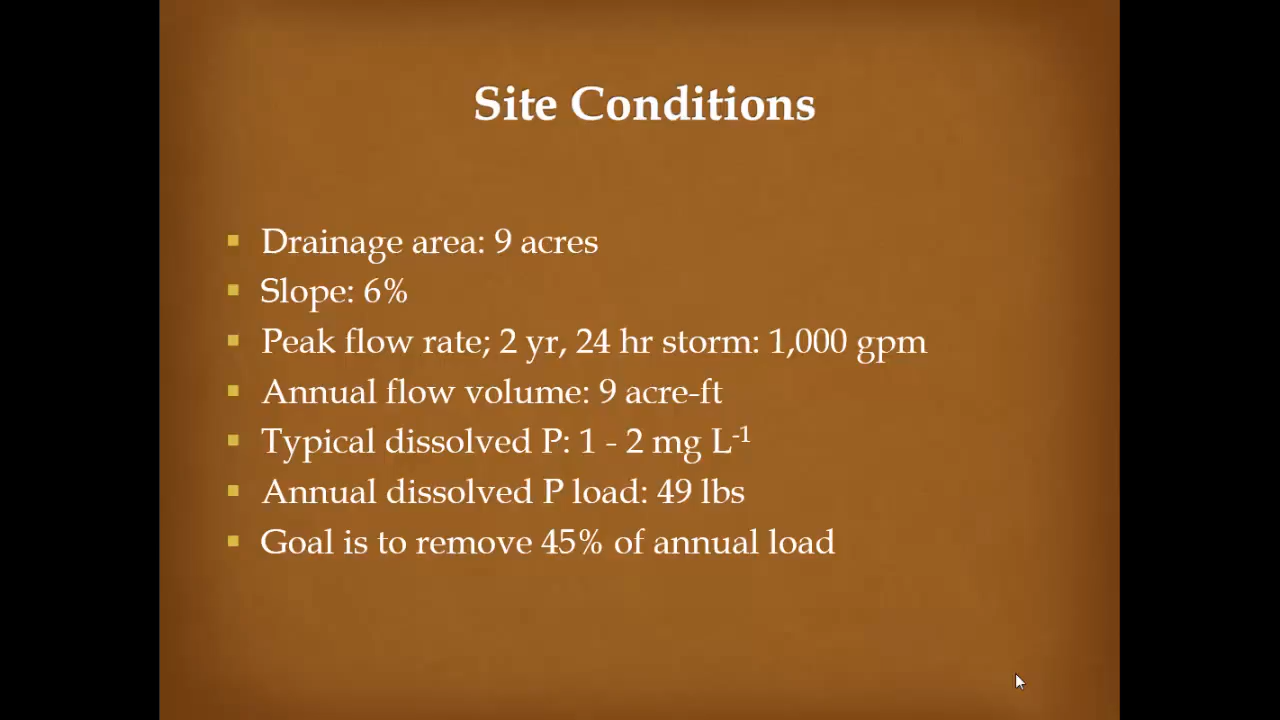 Site Conditions
Drainage area: 9 acres
Slope: 6%
Peak flow rate; 2 yr, 24 hr storm: 1,000 gpm
Annual flow volume: 9 acre-ft
Typical dissolved P: 1 - 2 mg L⁻¹
Annual dissolved P load: 49 lbs
Goal is to remove 45% of annual load